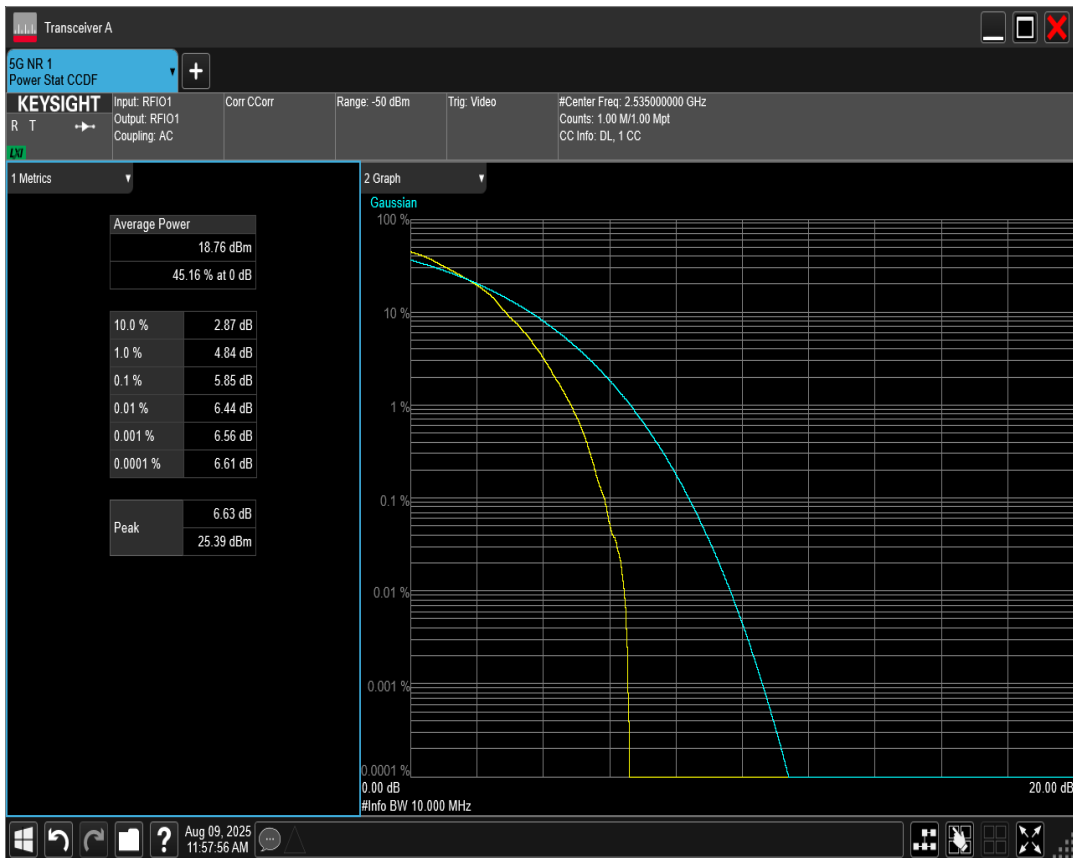 Transceiver A
5G NR 1
Power Stat CCDF
+
KEYSIGHT
R T
LXI
Input: RFIO1
Output: RFIO1
Coupling: AC
Corr CCorr
Range: -50 dBm
Trig: Video
#Center Freq: 2.535000000 GHz
Counts: 1.00 M/1.00 Mpt
CC Info: DL, 1 CC
1 Metrics
Average Power
18.76 dBm
45.16 % at 0 dB
10.0 % 2.87 dB
1.0 % 4.84 dB
0.1 % 5.85 dB
0.01 % 6.44 dB
0.001 % 6.56 dB
0.0001 % 6.61 dB
Peak
6.63 dB
25.39 dBm
2 Graph
Gaussian
100 %
10 %
1 %
0.1 %
0.01 %
0.001 %
0.0001 %
0.00 dB 20.00 dB
#Info BW 10.000 MHz
?
Aug 09, 2025
11:57:56 AM